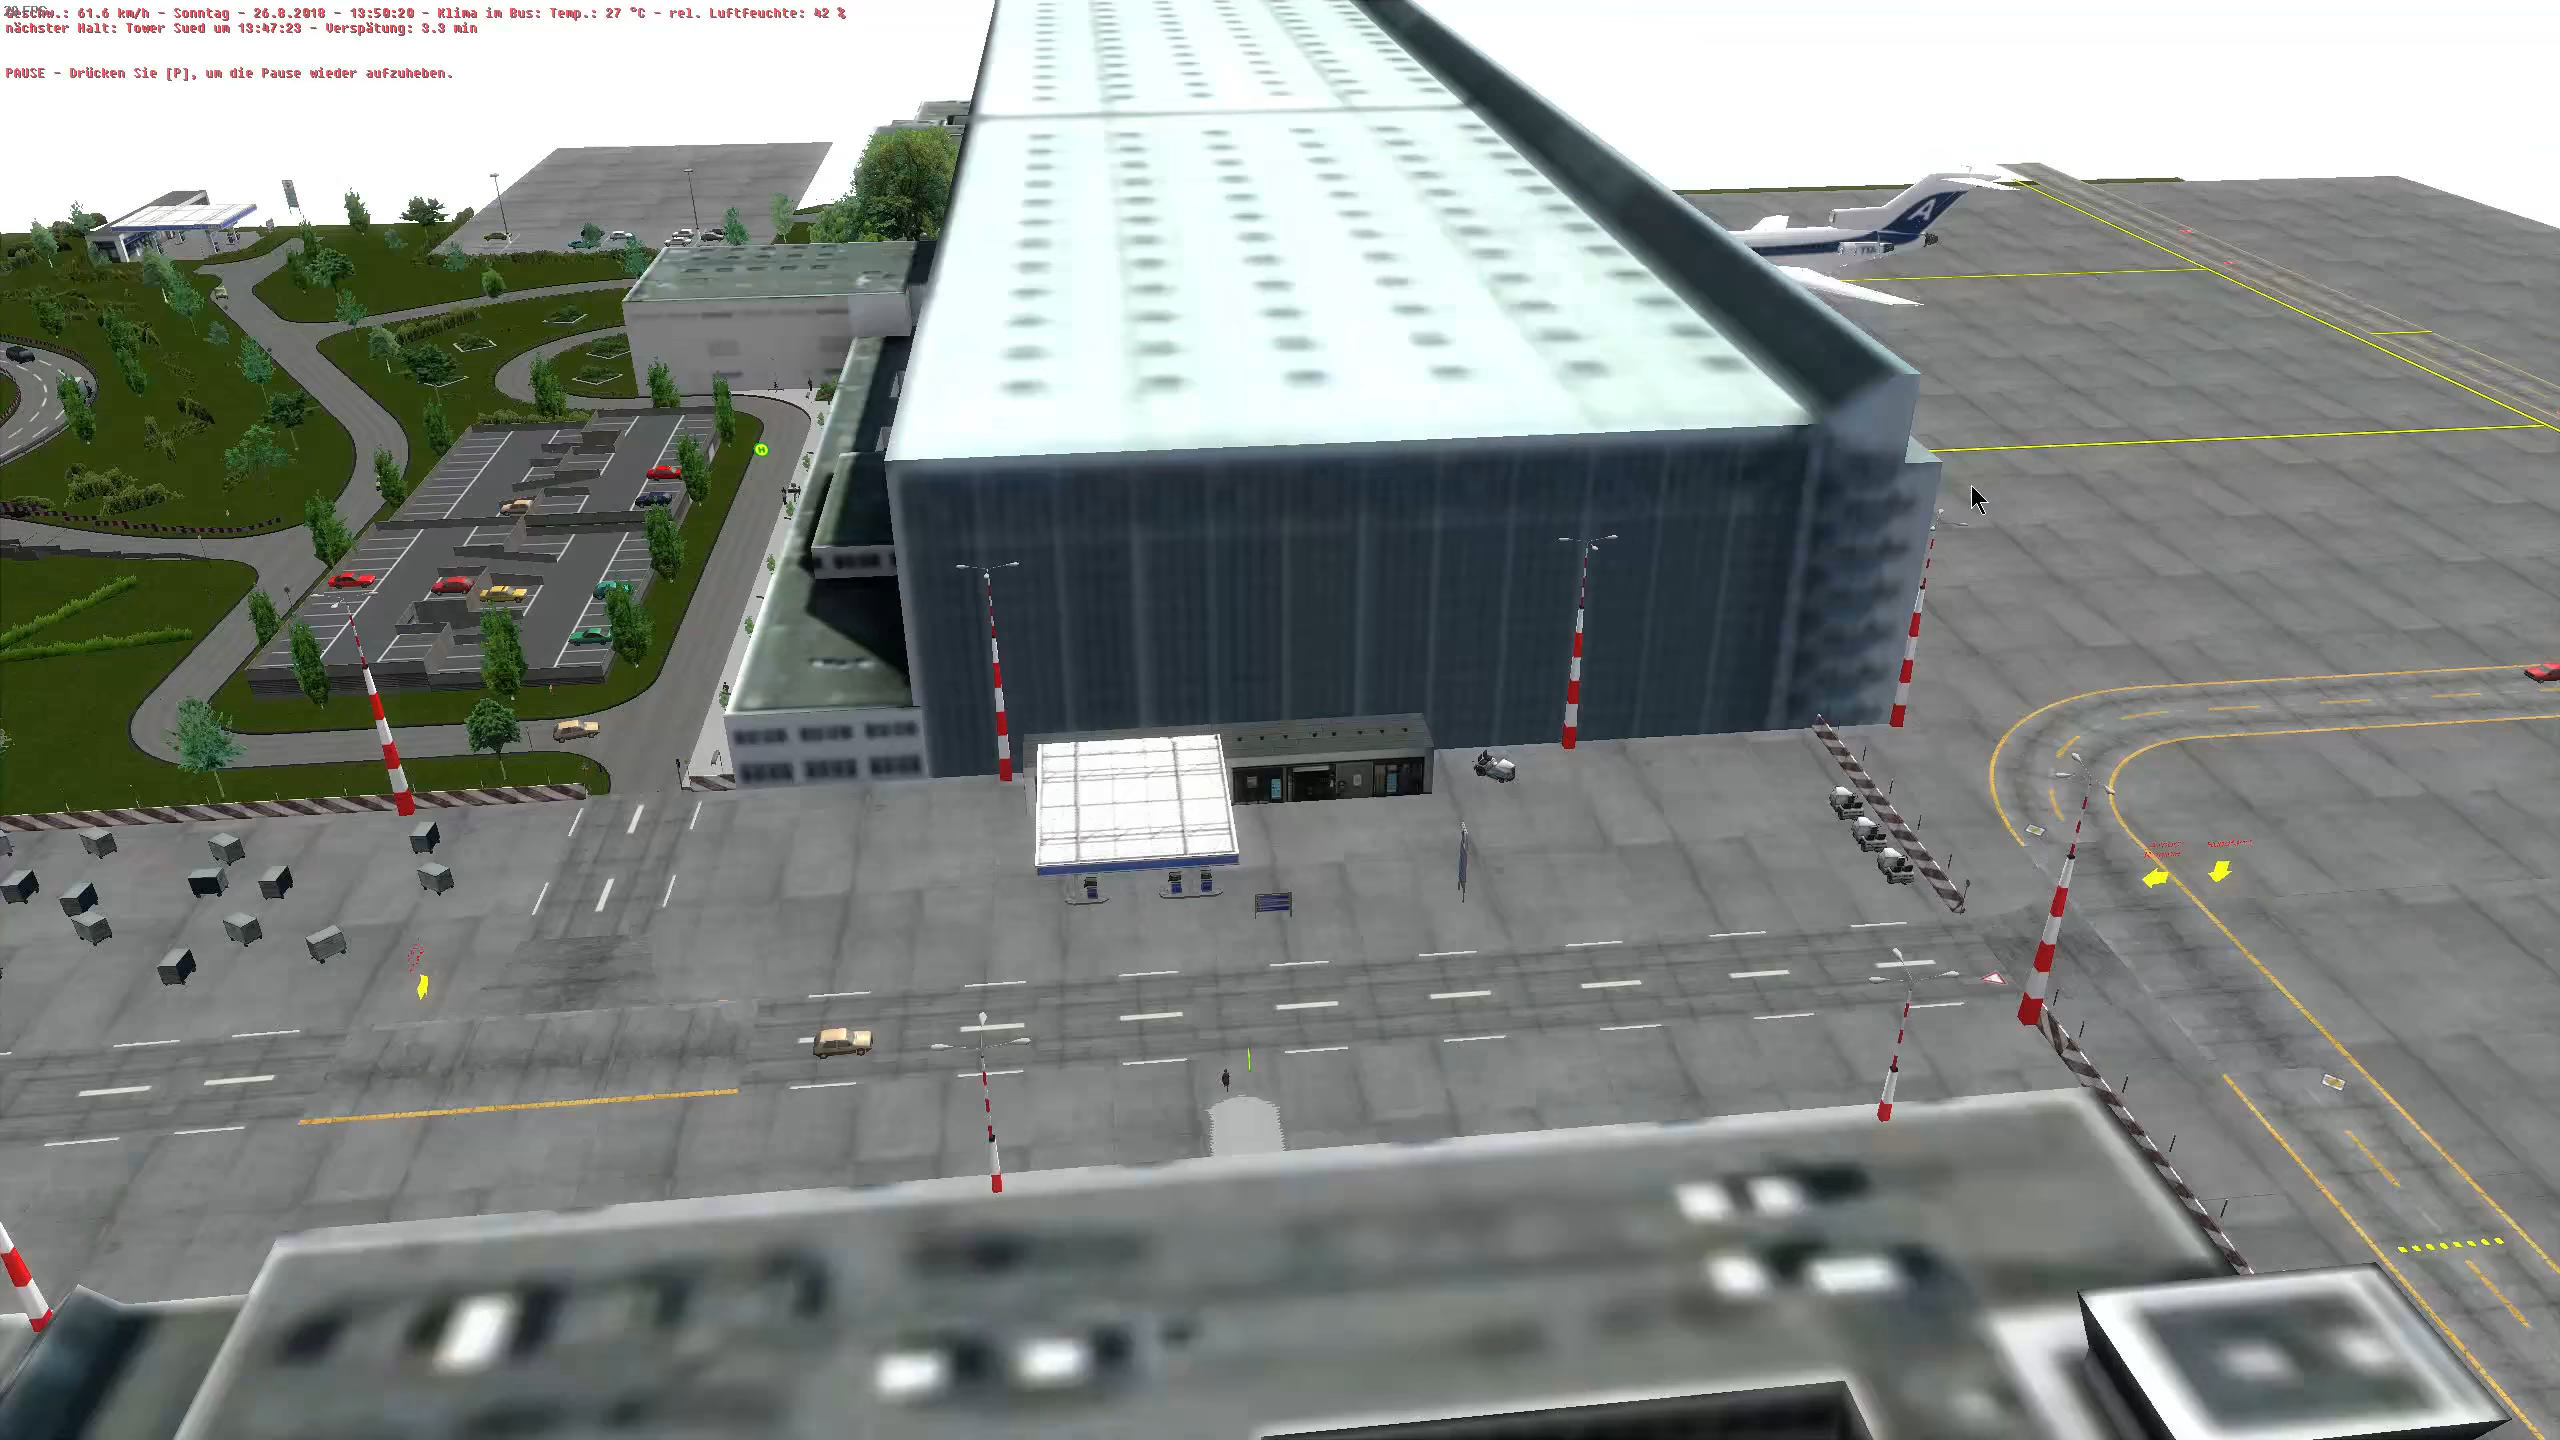 Geschw.: 61.6 km/h - Sonntag - 26.8.2018 - 13:50:20 - Klima im Bus: Temp.: 27 °C - rel. Luftfeuchte: 42 %
nächster Halt: Tower Sued um 13:47:23 - Verspätung: 3.3 min
PAUSE - Drücken Sie [P], um die Pause wieder aufzuheben.
A
H